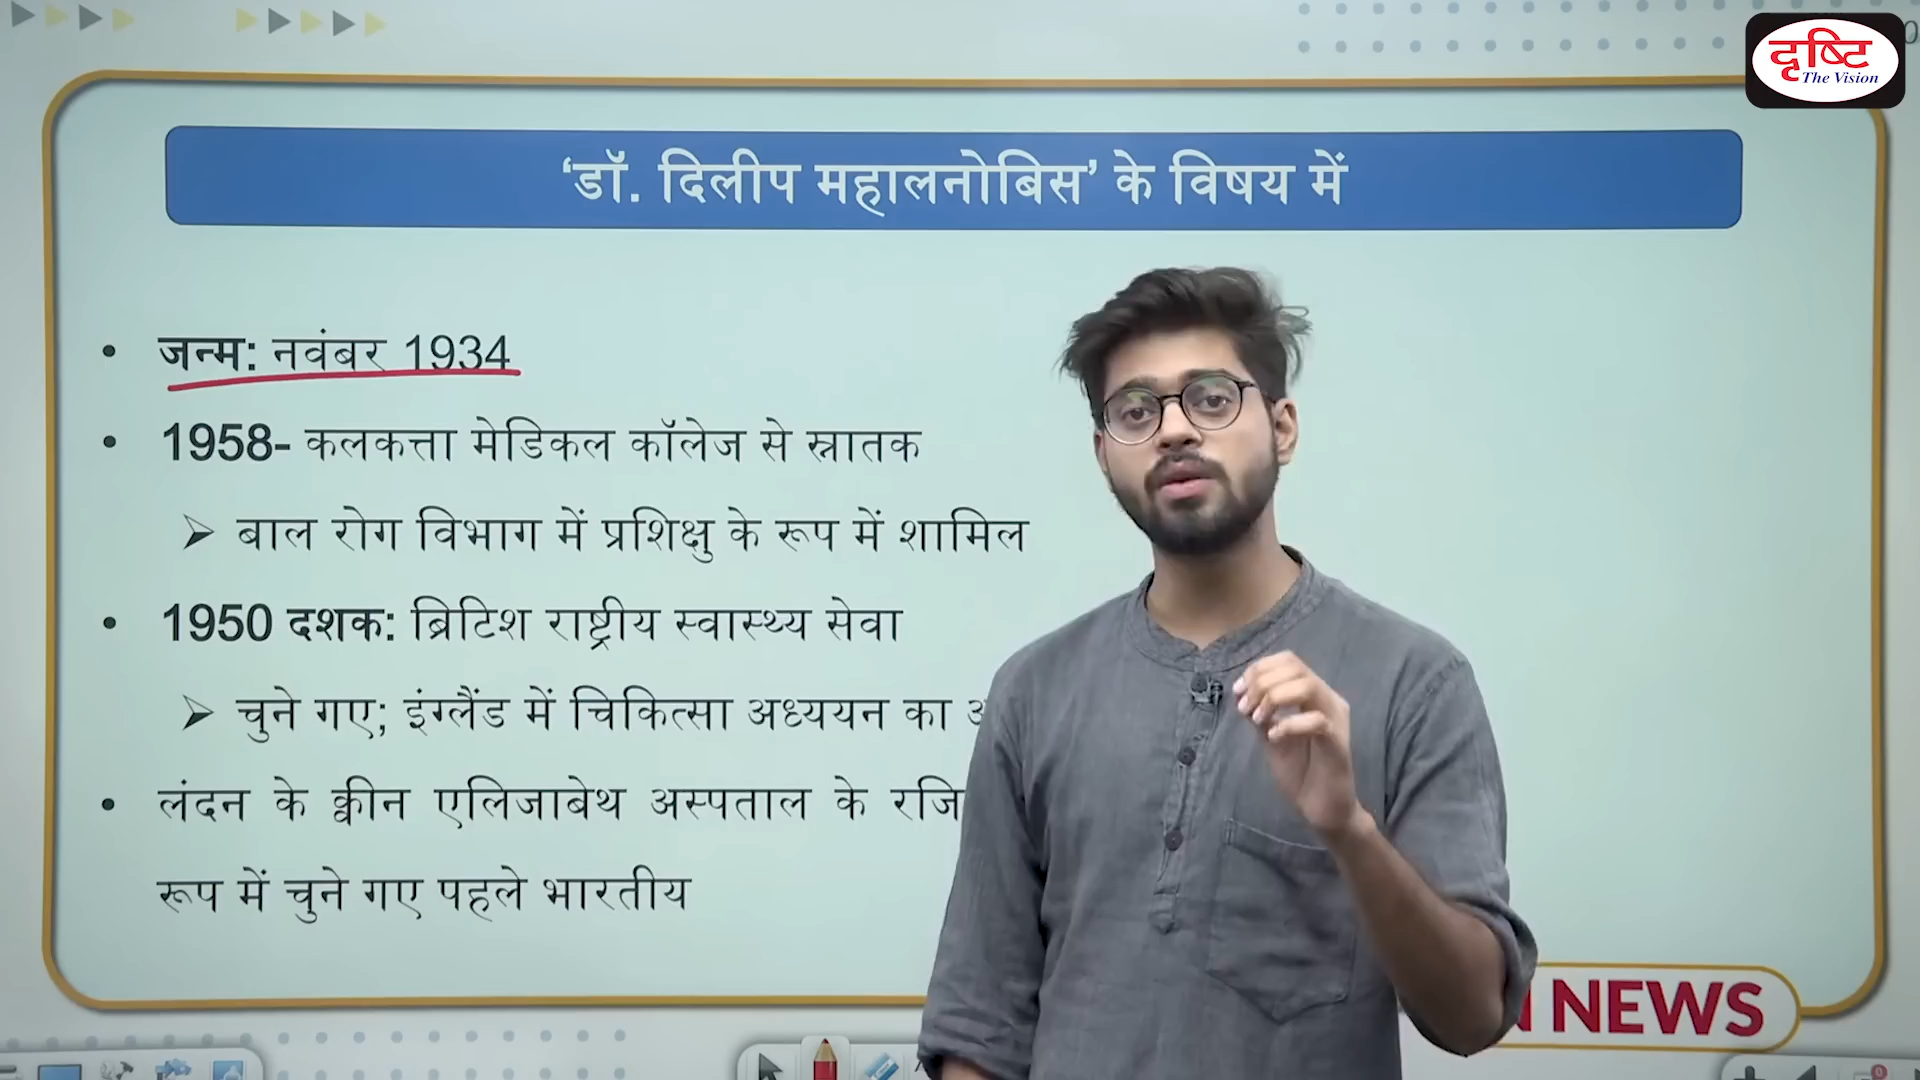 दृष्टि
The Vision
‘डॉ. दिलीप महालनोबिस’ के विषय में
• जन्म: नवंबर 1934
• 1958- कलकत्ता मेडिकल कॉलेज से स्नातक
➢ बाल रोग विभाग में प्रशिक्षु के रूप में शामिल
• 1950 दशक: ब्रिटिश राष्ट्रीय स्वास्थ्य सेवा
➢ चुने गए; इंग्लैंड में चिकित्सा अध्ययन का
• लंदन के क्वीन एलिजाबेथ अस्पताल के रजि
रूप में चुने गए पहले भारतीय
NEWS